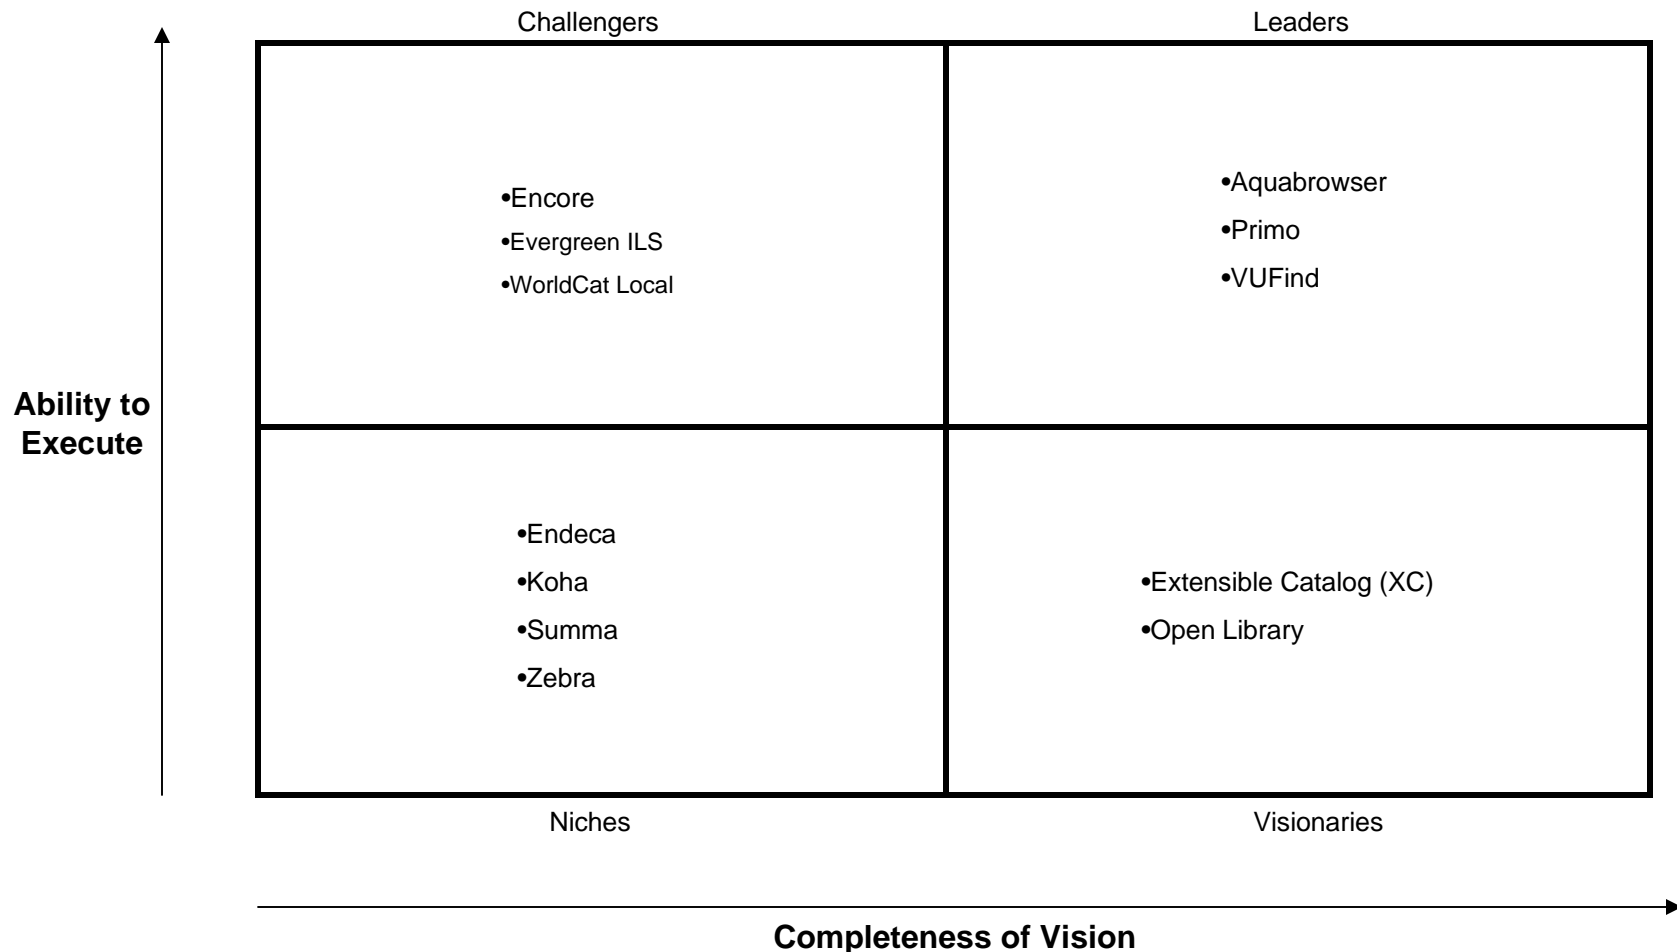 Challengers
Leaders
•Encore
•Evergreen ILS
•WorldCat Local
•Aquabrowser
•Primo
•VUFind
Ability to
Execute
•Endeca
•Koha
•Summa
•Zebra
•Extensible Catalog (XC)
•Open Library
Niches
Visionaries
Completeness of Vision